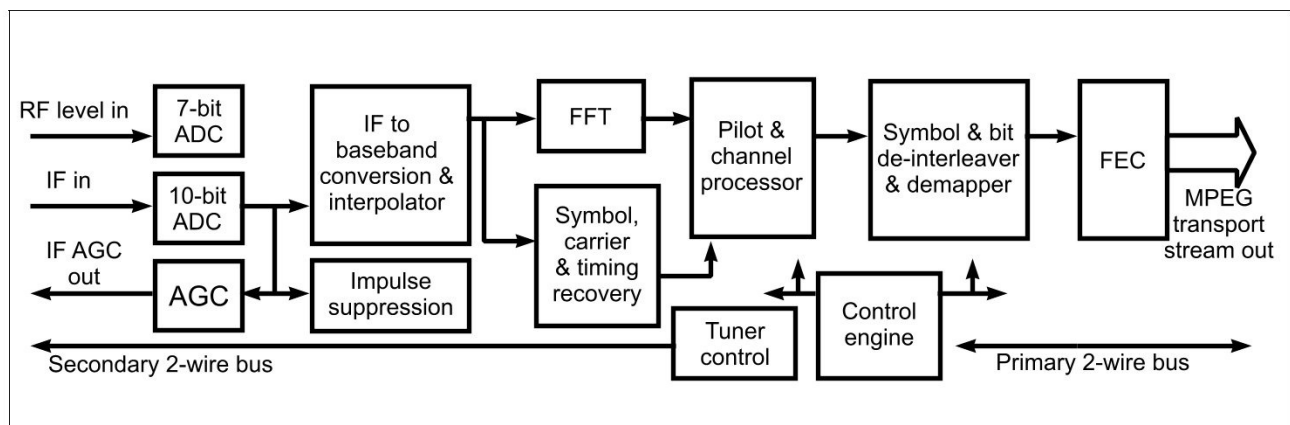 RF level in
7-bit
ADC
IF in
10-bit
ADC
IF AGC
out
AGC
IF to
baseband
conversion &
interpolator
Impulse
suppression
FFT
Symbol,
carrier
& timing
recovery
Pilot &
channel
processor
Symbol & bit
de-interleaver
& demapper
FEC
MPEG
transport
stream out
Tuner
control
Control
engine
Secondary 2-wire bus
Primary 2-wire bus